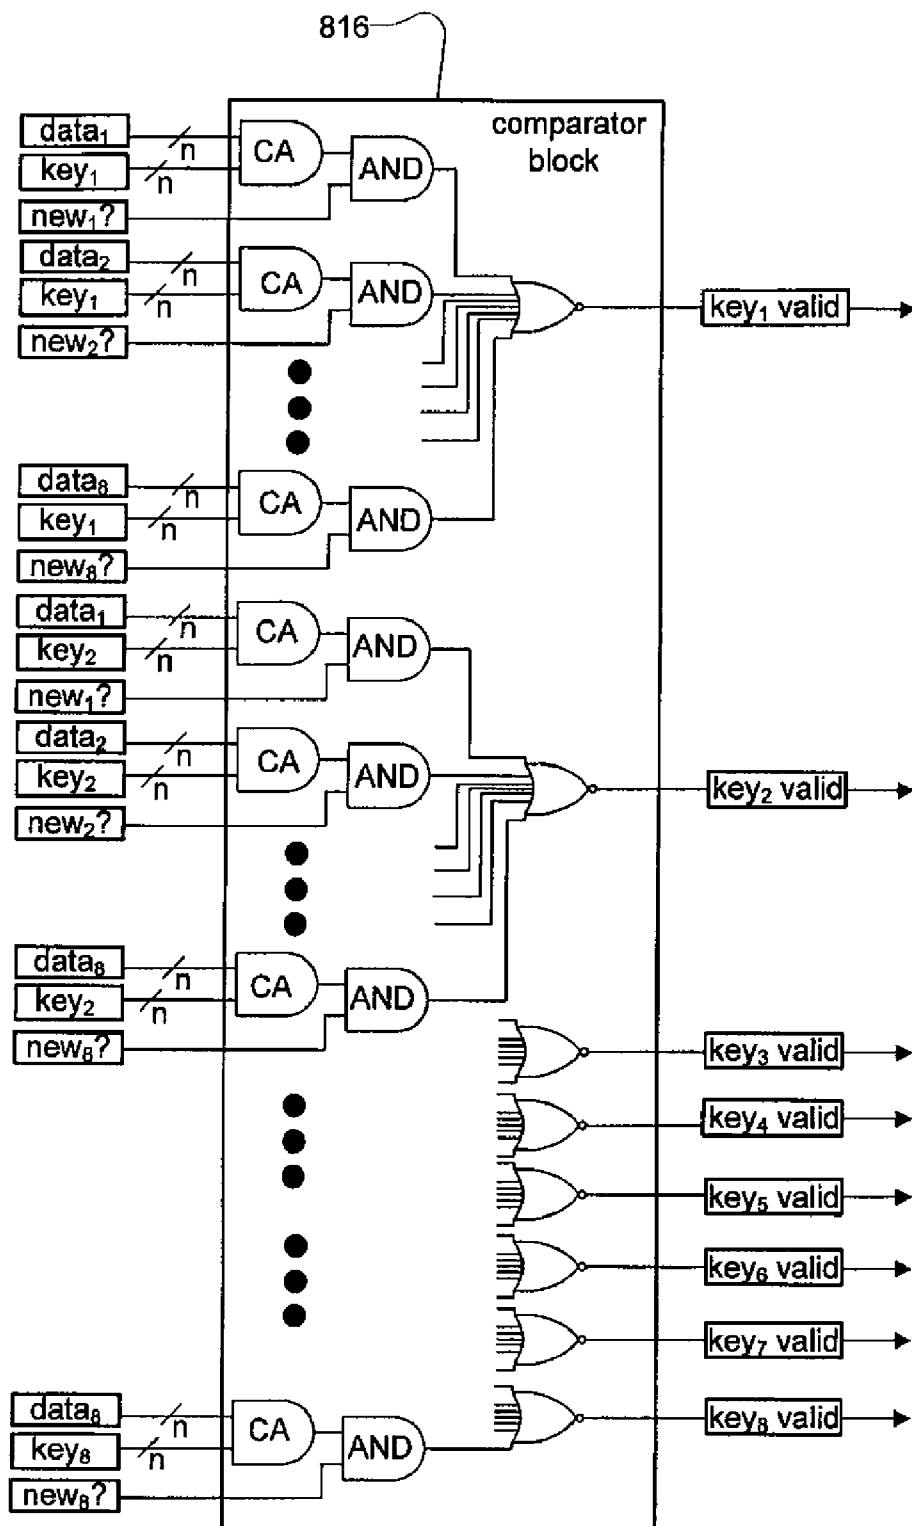 816
comparator
block
data₁
n
key₁
n
CA
AND
new₁?
data₂
n
key₁
n
CA
AND
new₂?
key₁ valid
data₈
n
key₁
n
CA
AND
new₈?
data₁
n
key₂
n
CA
AND
new₁?
data₂
n
key₂
n
CA
AND
new₂?
key₂ valid
data₈
n
key₂
n
CA
AND
new₈?
key₃ valid
key₄ valid
key₅ valid
key₆ valid
key₇ valid
key₈ valid
data₈
n
key₈
n
CA
AND
new₈?